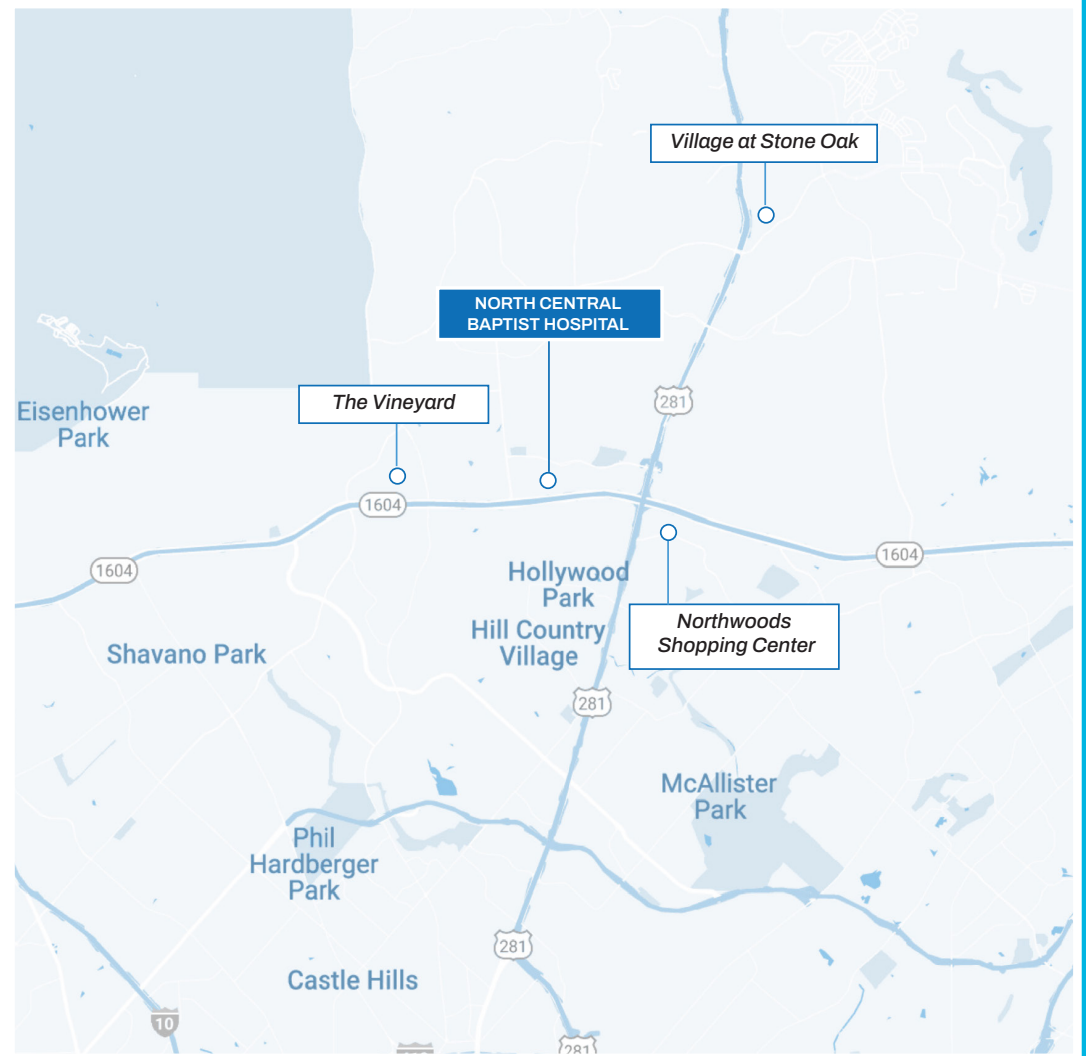 Village at Stone Oak
NORTH CENTRAL
BAPTIST HOSPITAL
The Vineyard
281
Eisenhower
Park
1604
1604
1604
Hollywood
Park
Hill Country
Village
Northwoods
Shopping Center
Shavano Park
281
McAllister
Park
Phil
Hardberger
Park
281
Castle Hills
10
281